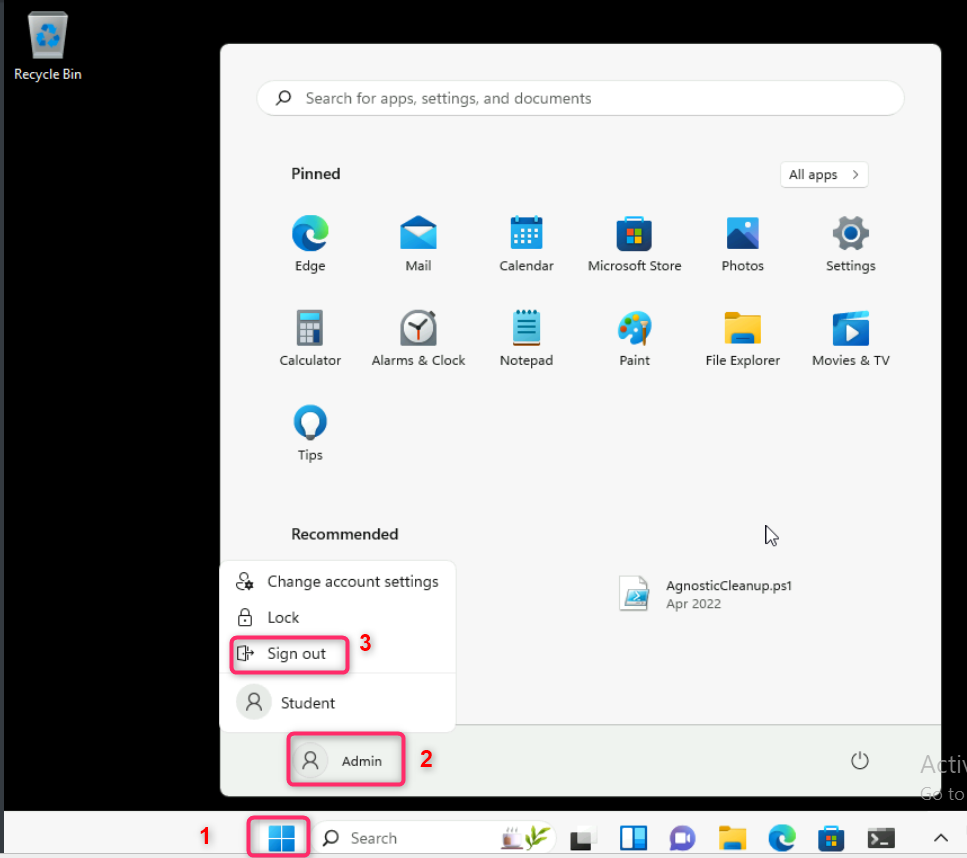 Recycle Bin
Search for apps, settings, and documents
Pinned
All apps
Edge
Mail
Calendar
Microsoft Store
Photos
Settings
Calculator
Alarms & Clock
Notepad
Paint
File Explorer
Movies & TV
Tips
Recommended
Change account settings
AgnosticCleanup.ps1
Apr 2022
Lock
Sign out
3
Student
Admin
2
Activ
Go to
1
Search